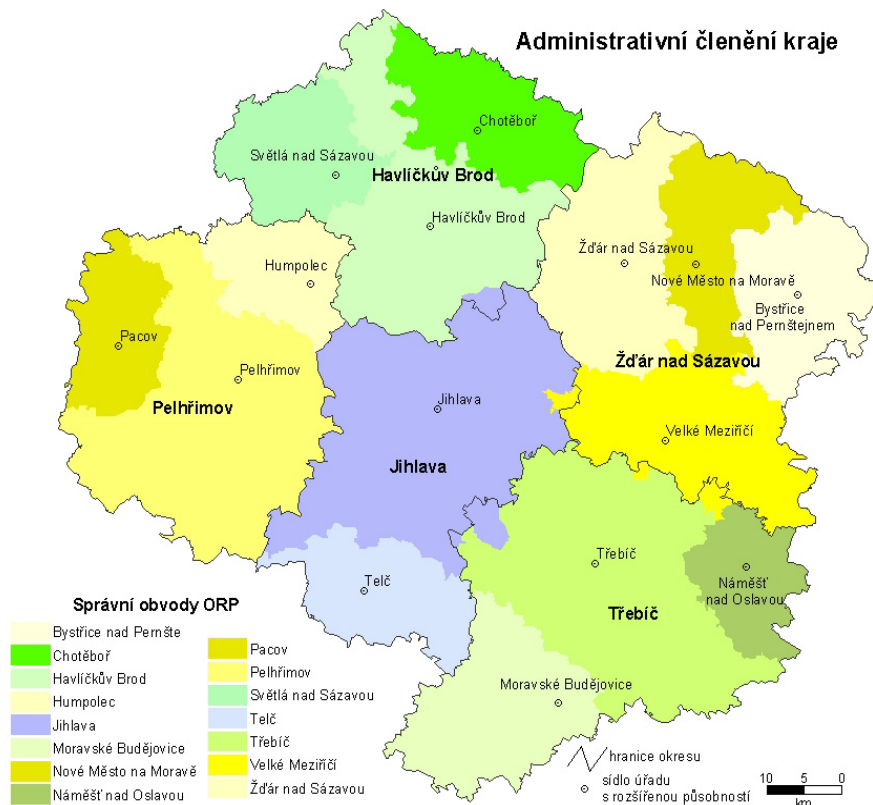 Administrativní členění kraje
Chotěboř
Světlá nad Sázavou
Havlíčkův Brod
Havlíčkův Brod
Žďár nad Sázavou
Humpolec
Nové Město na Moravě
Bystřice
nad Pernštejnem
Pacov
Žďár nad Sázavou
Pelhřimov
Pelhřimov
Jihlava
Velké Meziříčí
Jihlava
Třebíč
Telč
Náměšť
nad Oslavou
Třebíč
Moravské Budějovice
Správní obvody ORP
Bystřice nad Pernšte
Chotěboř
Havlíčkův Brod
Humpolec
Jihlava
Moravské Budějovice
Nové Město na Moravě
Náměšť nad Oslavou
Pacov
Pelhřimov
Světlá nad Sázavou
Telč
Třebíč
Velké Meziříčí
Žďár nad Sázavou
hranice okresu
sídlo úřadu
s rozšířenou působností
10 5 0
km